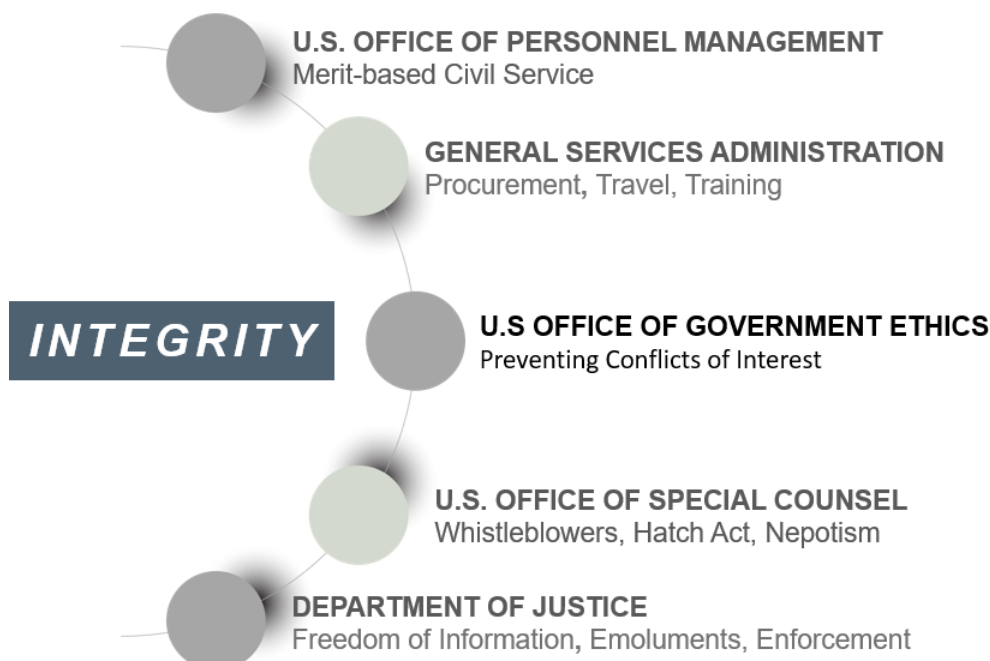 U.S. OFFICE OF PERSONNEL MANAGEMENT
Merit-based Civil Service
GENERAL SERVICES ADMINISTRATION
Procurement, Travel, Training
INTEGRITY
U.S OFFICE OF GOVERNMENT ETHICS
Preventing Conflicts of Interest
U.S. OFFICE OF SPECIAL COUNSEL
Whistleblowers, Hatch Act, Nepotism
DEPARTMENT OF JUSTICE
Freedom of Information, Emoluments, Enforcement